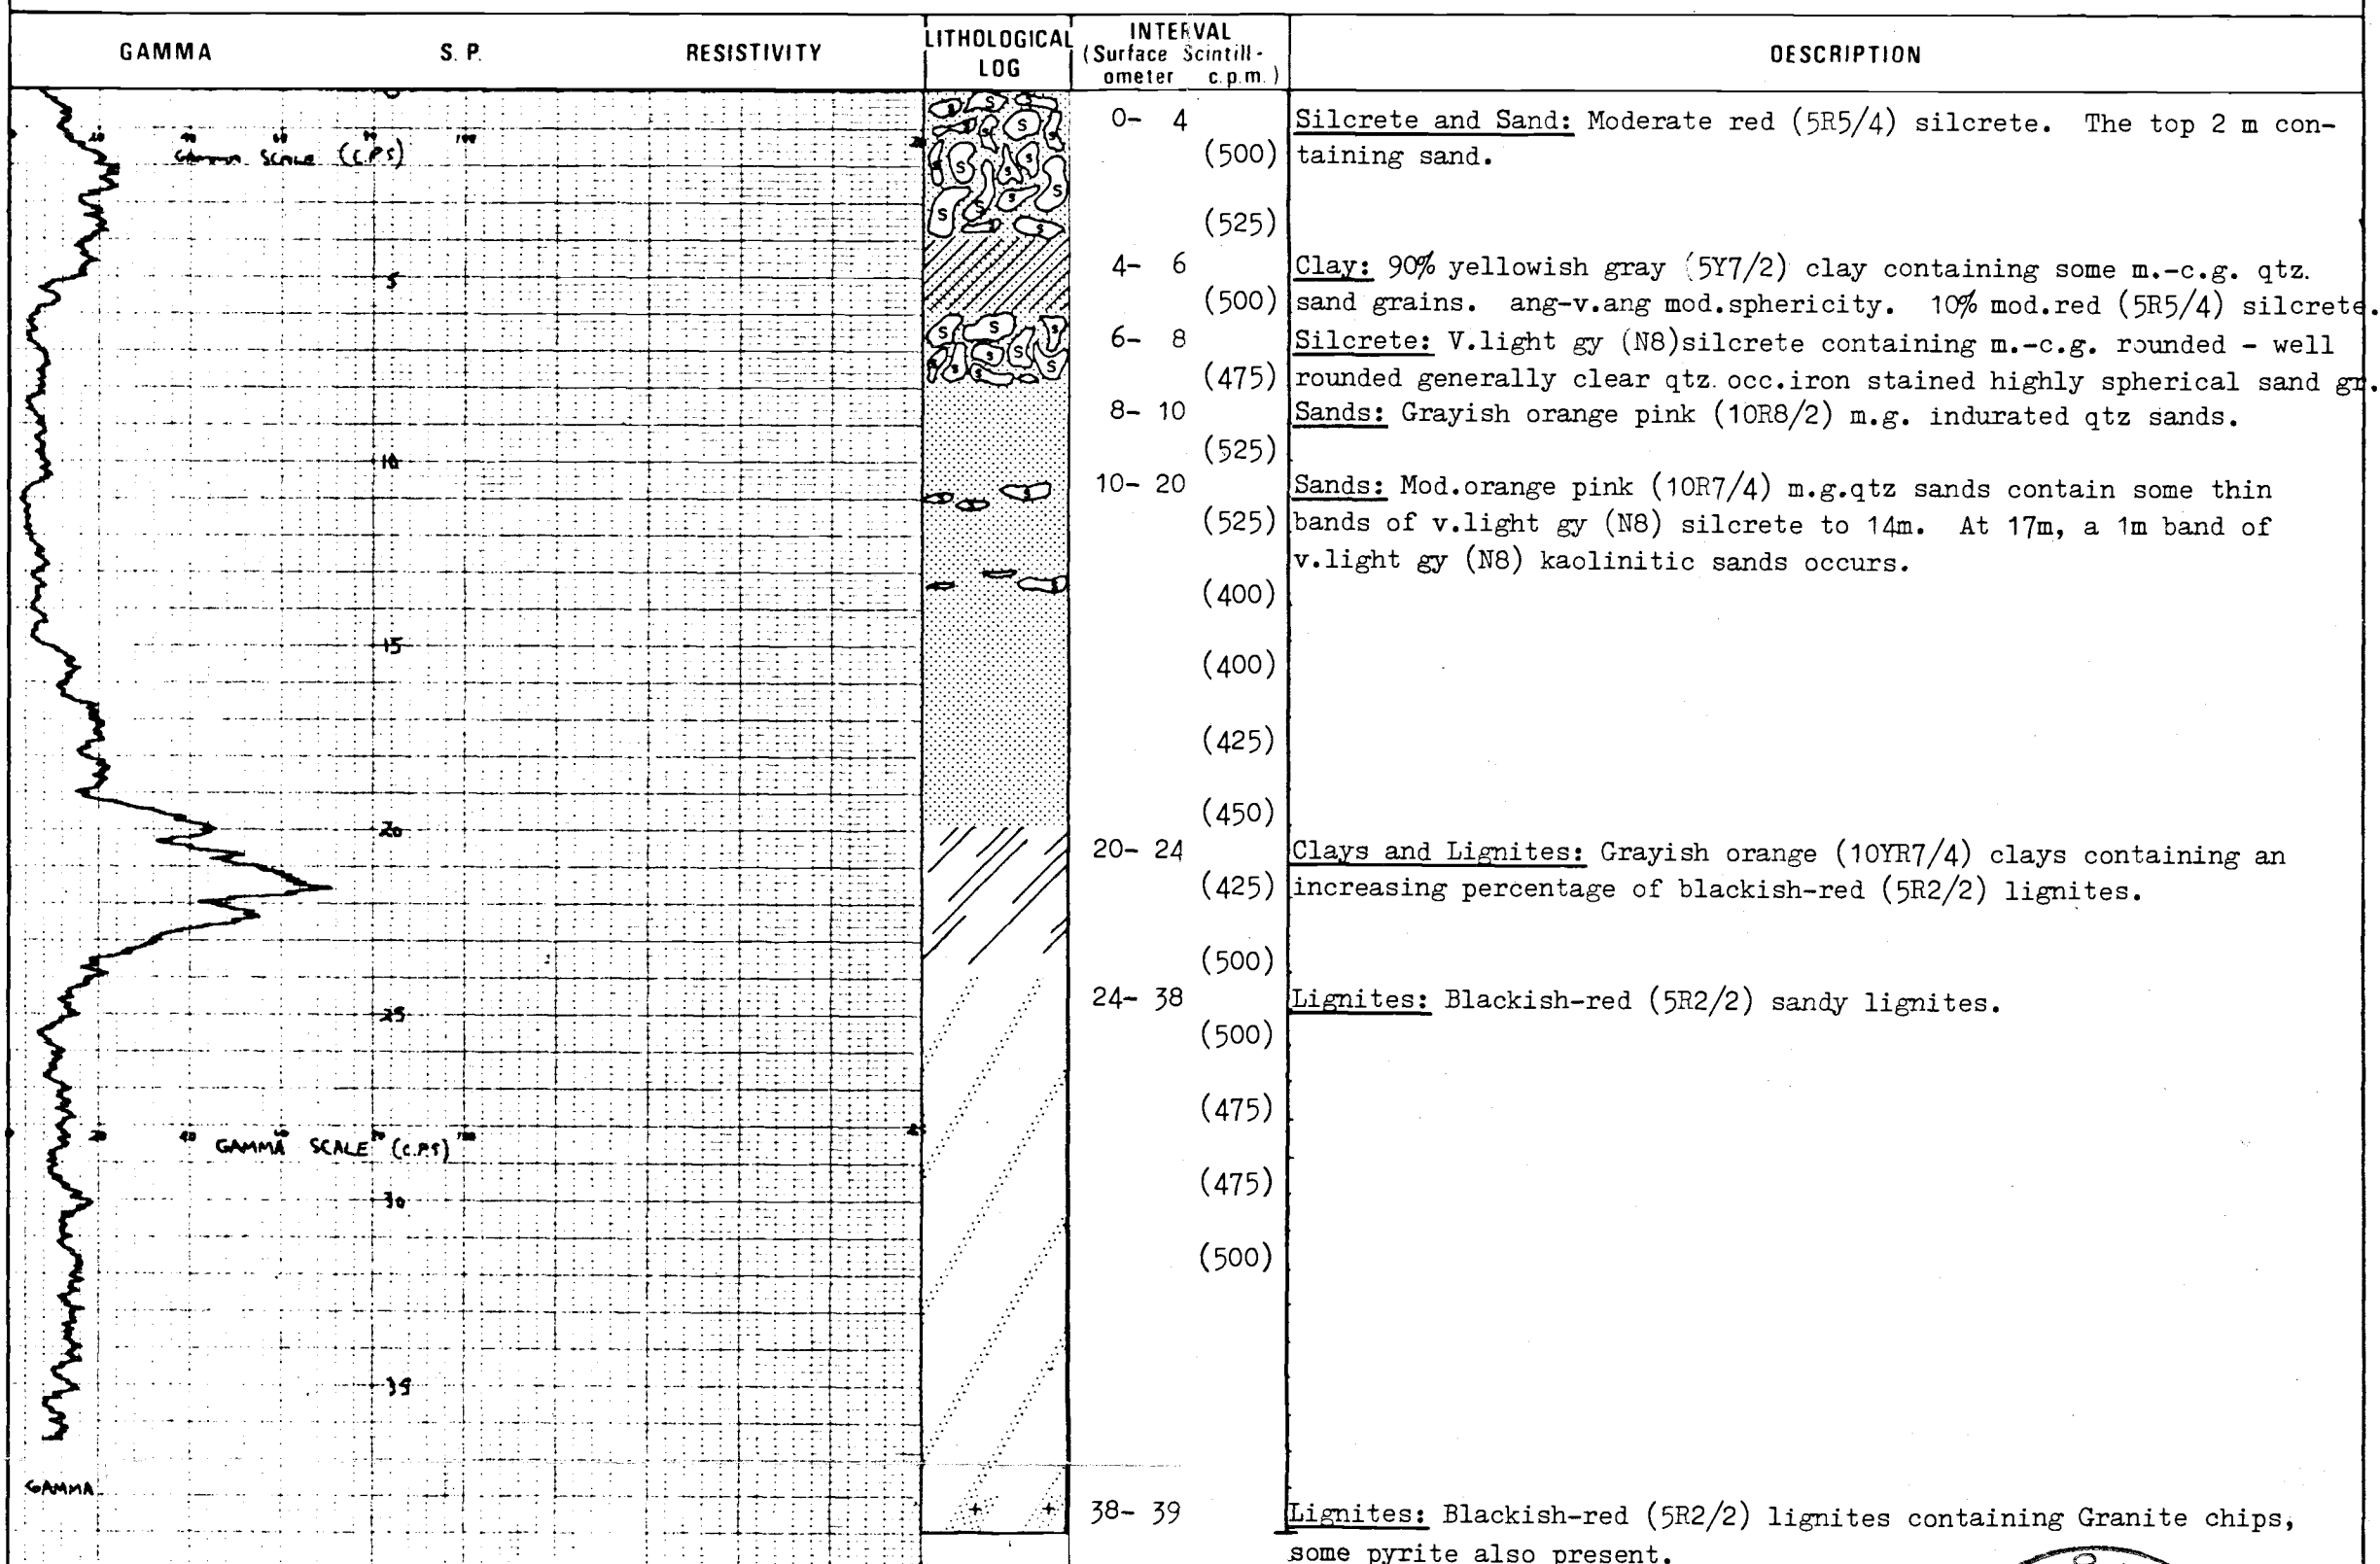 GAMMA S.P. RESISTIVITY LITHOLOGICAL LOG INTERVAL (Surface Scintill- ometer c.p.m.) DESCRIPTION
0- 4 Silcrete and Sand: Moderate red (5R5/4) silcrete. The top 2 m con-
GAMMA SCALE (C.P.S) (500) taining sand.
(525)
4- 6 Clay: 90% yellowish gray (5Y7/2) clay containing some m.-c.g. qtz.
5 (500) sand grains. ang-v.ang mod.sphericity. 10% mod.red (5R5/4) silcrete.
6- 8 Silcrete: V.light gy (N8)silcrete containing m.-c.g. rounded - well
(475) rounded generally clear qtz. occ.iron stained highly spherical sand gr.
8- 10 Sands: Grayish orange pink (10R8/2) m.g. indurated qtz sands.
10 (525)
10- 20 Sands: Mod.orange pink (10R7/4) m.g.qtz sands contain some thin
(525) bands of v.light gy (N8) silcrete to 14m. At 17m, a 1m band of
v.light gy (N8) kaolinitic sands occurs.
(400)
15
(400)
(425)
(450)
20
20- 24 Clays and Lignites: Grayish orange (10YR7/4) clays containing an
(425) increasing percentage of blackish-red (5R2/2) lignites.
(500)
24- 38 Lignites: Blackish-red (5R2/2) sandy lignites.
25 (500)
(475)
20 40 60 100
GAMMA SCALE (C.P.S)
(475)
30
(500)
35
GAMMA
38- 39 Lignites: Blackish-red (5R2/2) lignites containing Granite chips,
some pyrite also present.